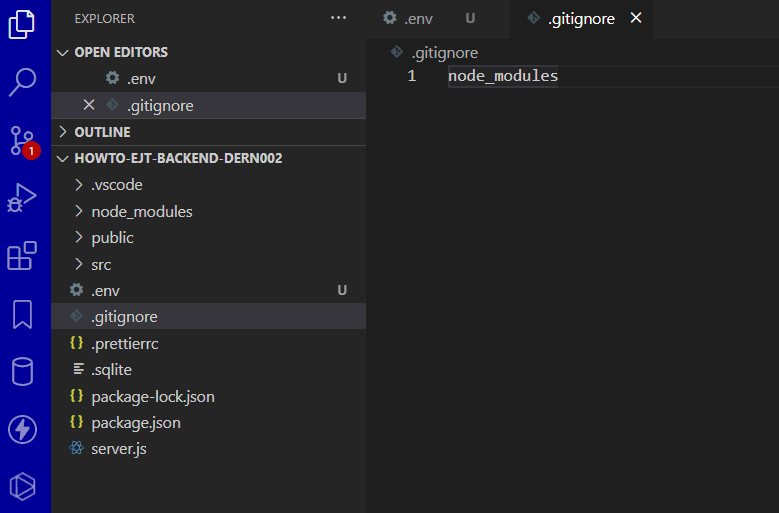 EXPLORER ···
OPEN EDITORS
.env U
.gitignore
OUTLINE
HOWTO-EJT-BACKEND-DERN002
.vscode
node_modules
public
src
.env U
.gitignore
.prettierrc
.sqlite
package-lock.json
package.json
server.js
1
.env U .gitignore
.gitignore
1 node_modules